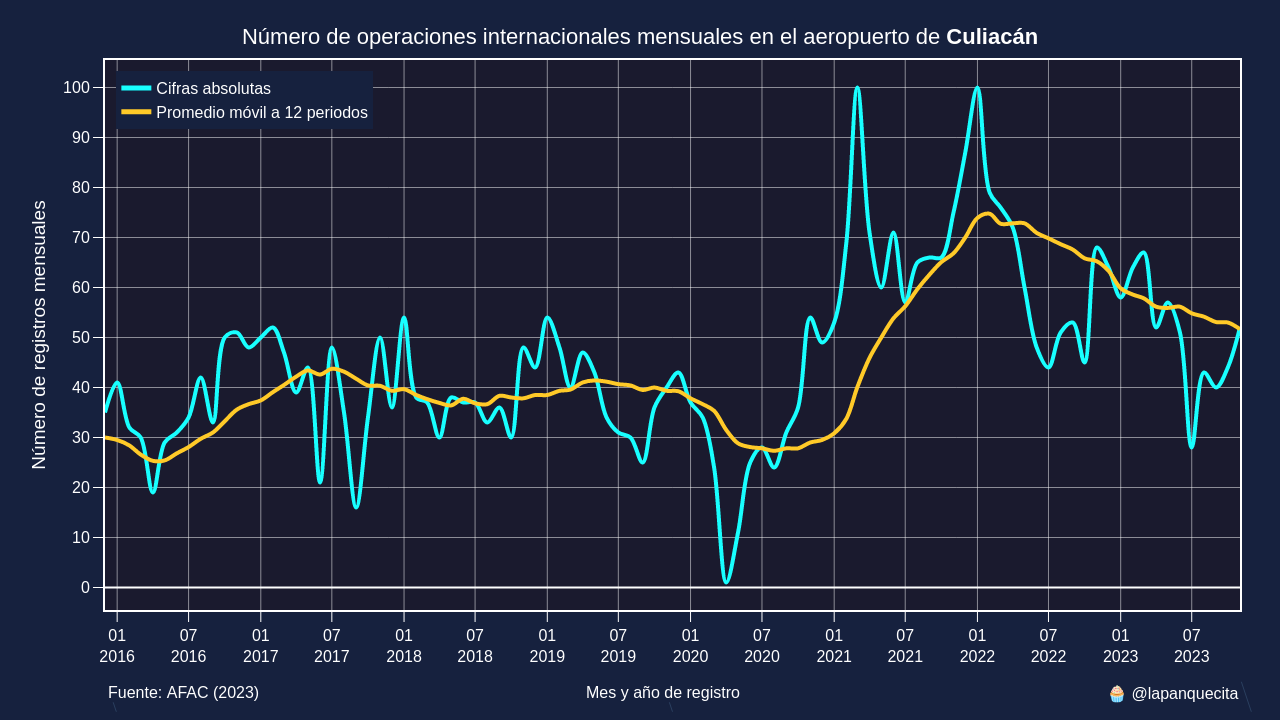 Número de operaciones internacionales mensuales en el aeropuerto de Culiacán
Cifras absolutas
Promedio móvil a 12 periodos
Número de registros mensuales
100
90
80
70
60
50
40
30
20
10
0
01 07 01 07 01 07 01 07 01 07 01 07 01 07 01 07
2016 2016 2017 2017 2018 2018 2019 2019 2020 2020 2021 2021 2022 2022 2023 2023
Fuente: AFAC (2023) Mes y año de registro 🧁 @lapanquecita